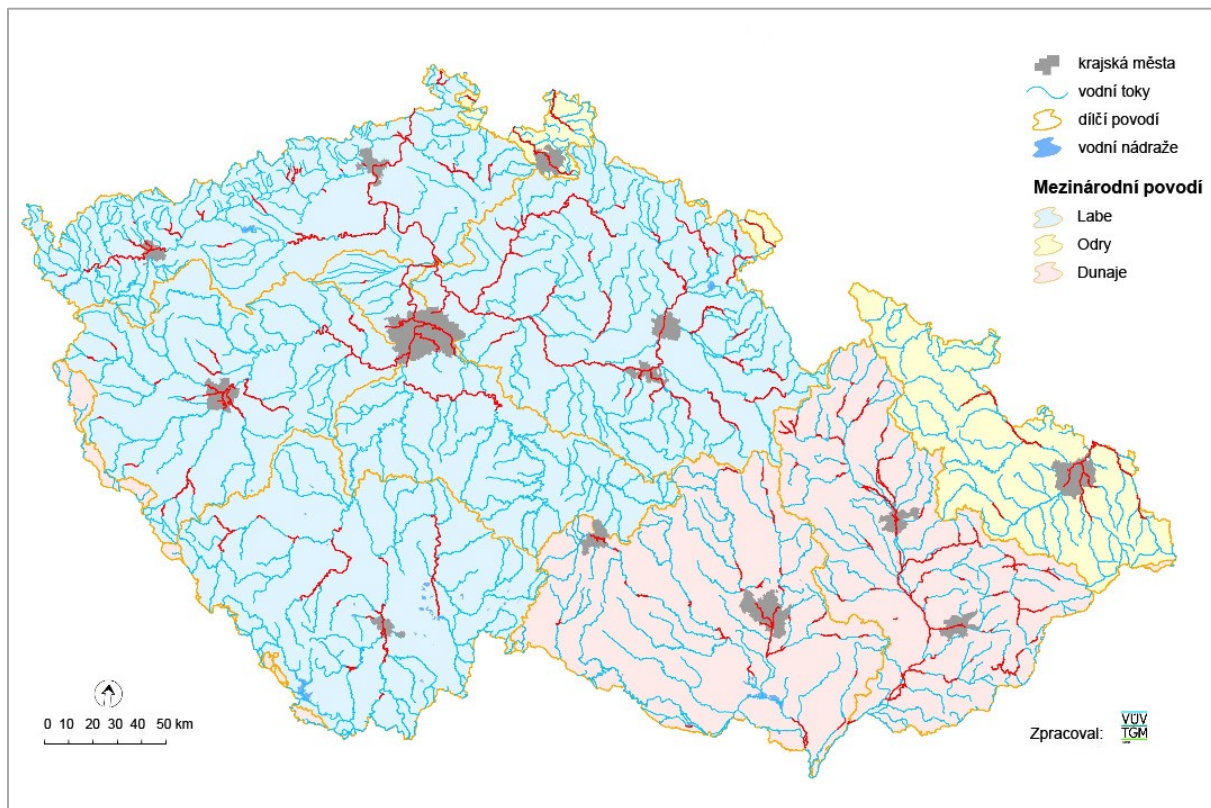 krajská města
vodní toky
dílčí povodí
vodní nádraže
Mezinárodní povodí
Labe
Odry
Dunaje
0 10 20 30 40 50 km
Zpracoval:
VÚV
TGM